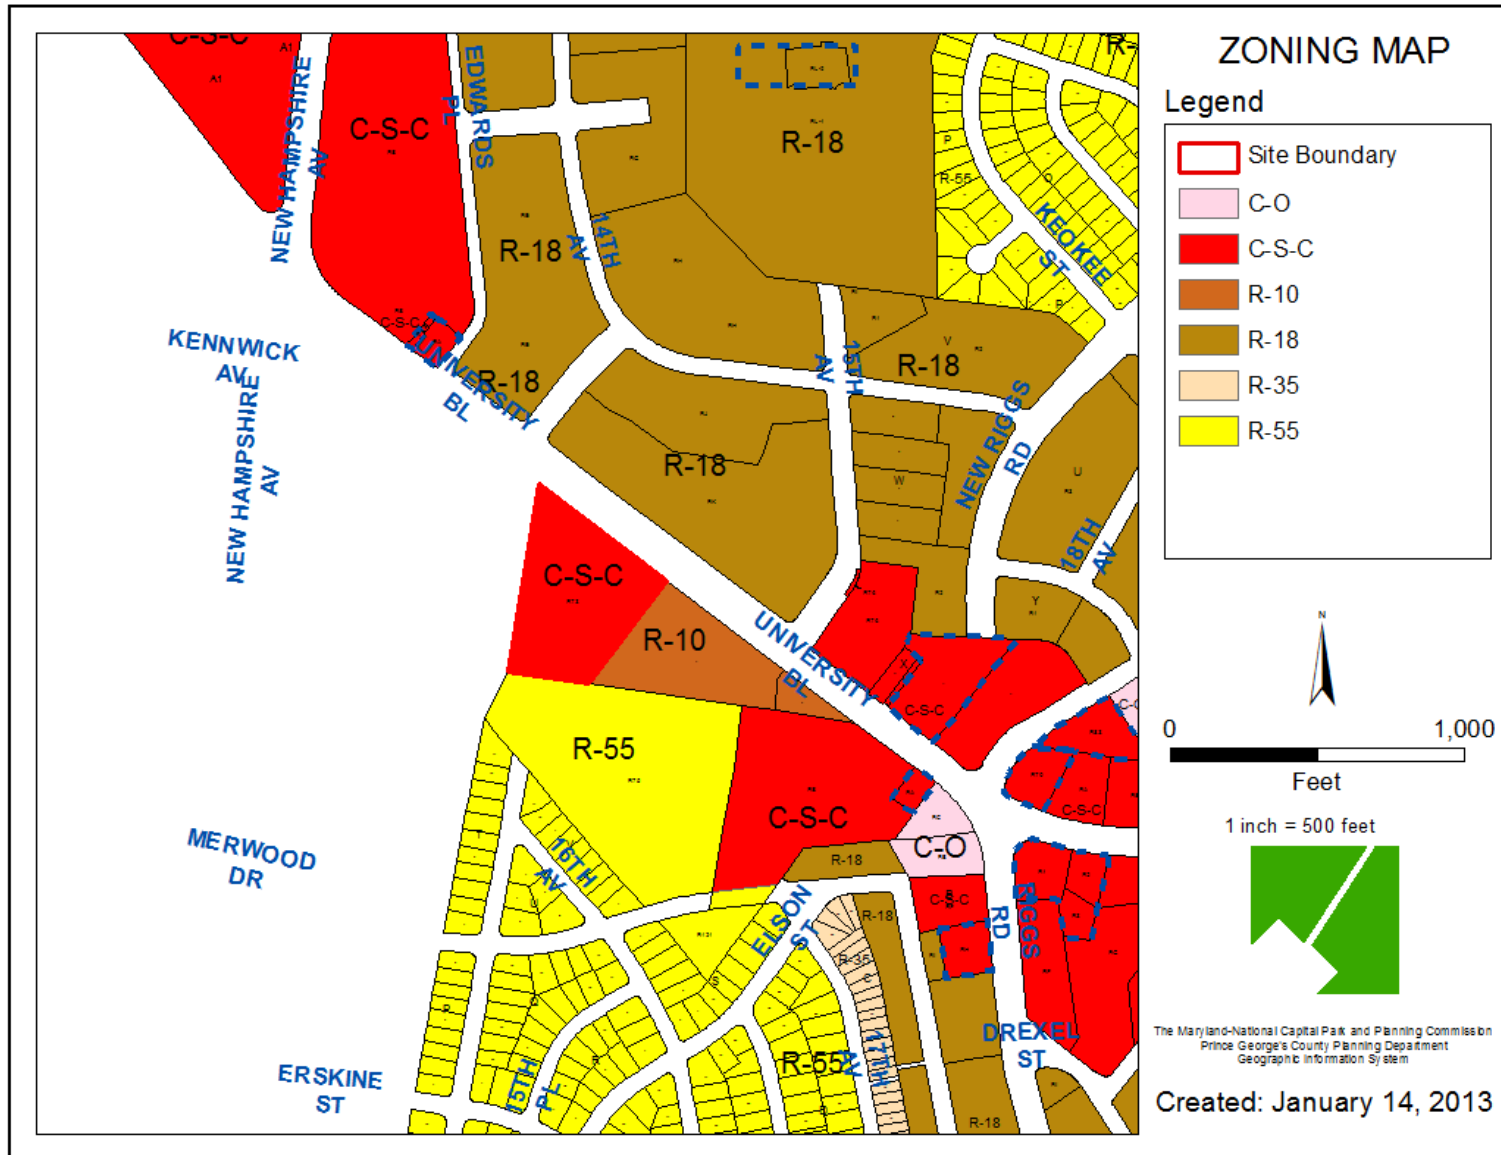 ZONING MAP
Legend
Site Boundary
C-O
C-S-C
R-10
R-18
R-35
R-55
N
0 1,000
Feet
1 inch = 500 feet
The Maryland-National Capital Park and Planning Commission
Prince George's County Planning Department
Geographic Information System
Created: January 14, 2013
C-S-C
A1
A1
NEW HAMPSHIRE
AV
C-S-C
EDWARDS
PL
R-18
R-
P
R-55
Q
KEOKEE
ST
P
R-18
14TH
AV
C-S-C
KENNWICK
AV
UNIVERSITY
BL
R-18
15TH
AV
V
R-18
NEW HAMPSHIRE
AV
R-18
W
NEW RIGGS
RD
U
18TH
AV
C-S-C
R-10
UNIVERSITY
BL
X
Y
C-S-C
C-O
R-55
C-S-C
C-S-C
C-O
R-18
MERWOOD
DR
T
16TH
AV
U
ELSON
ST
C-S-C
R-18
RIGGS
RD
R-35
C
S
Q
R
ERSKINE
ST
15TH
PL
R-55
17TH
AV
DREXEL
ST
R-18